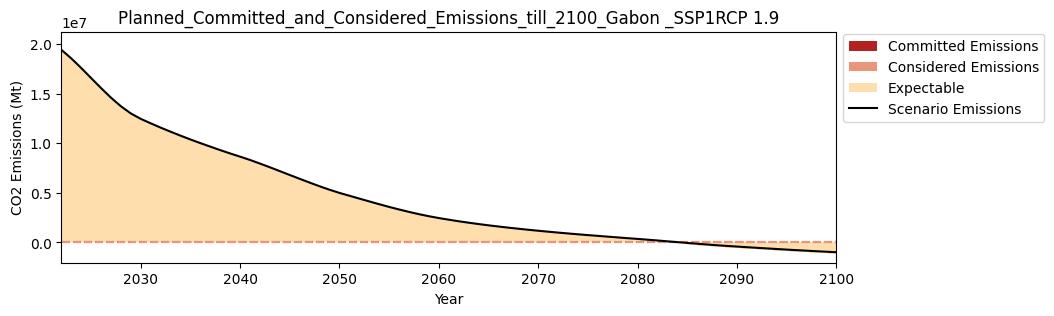 Planned_Committed_and_Considered_Emissions_till_2100_Gabon _SSP1RCP 1.9
1e7
2.0
1.5
1.0
0.5
0.0
CO2 Emissions (Mt)
2030 2040 2050 2060 2070 2080 2090 2100
Year
Committed Emissions
Considered Emissions
Expectable
Scenario Emissions